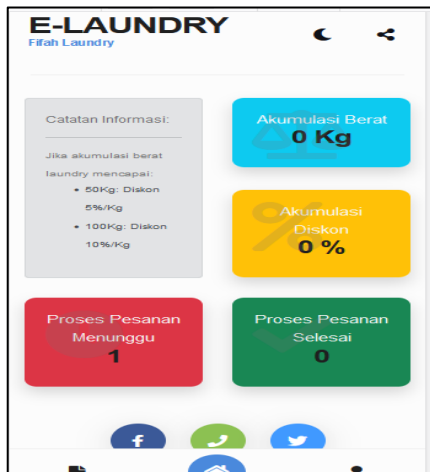 E-LAUNDRY
Fifah Laundry
Catatan Informasi:
Jika akumulasi berat
laundry mencapai:
• 50Kg: Diskon
5%/Kg
• 100Kg: Diskon
10%/Kg
Akumulasi Berat
0 Kg
Akumulasi
Diskon
0 %
Proses Pesanan
Menunggu
1
Proses Pesanan
Selesai
0